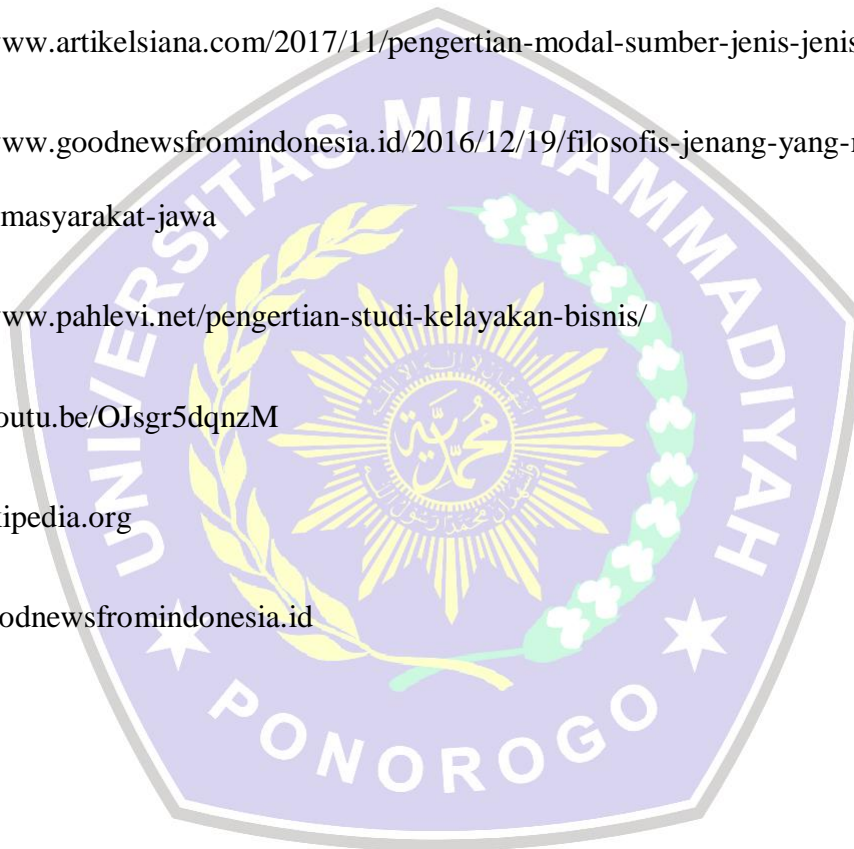 ww.artikelsiana.com/2017/11/pengertian-modal-sumber-jenis-jenis
ww.goodnewsfromindonesia.id/2016/12/19/filosofis-jenang-yang-
masyarakat-jawa
ww.pahlevi.net/pengertian-studi-kelayakan-bisnis/
outu.be/OJsgr5dqnzM
ipedia.org
odnewsfromindonesia.id
UNIVERSITAS MUHAMMADIYAH
PONOROGO
محمدية